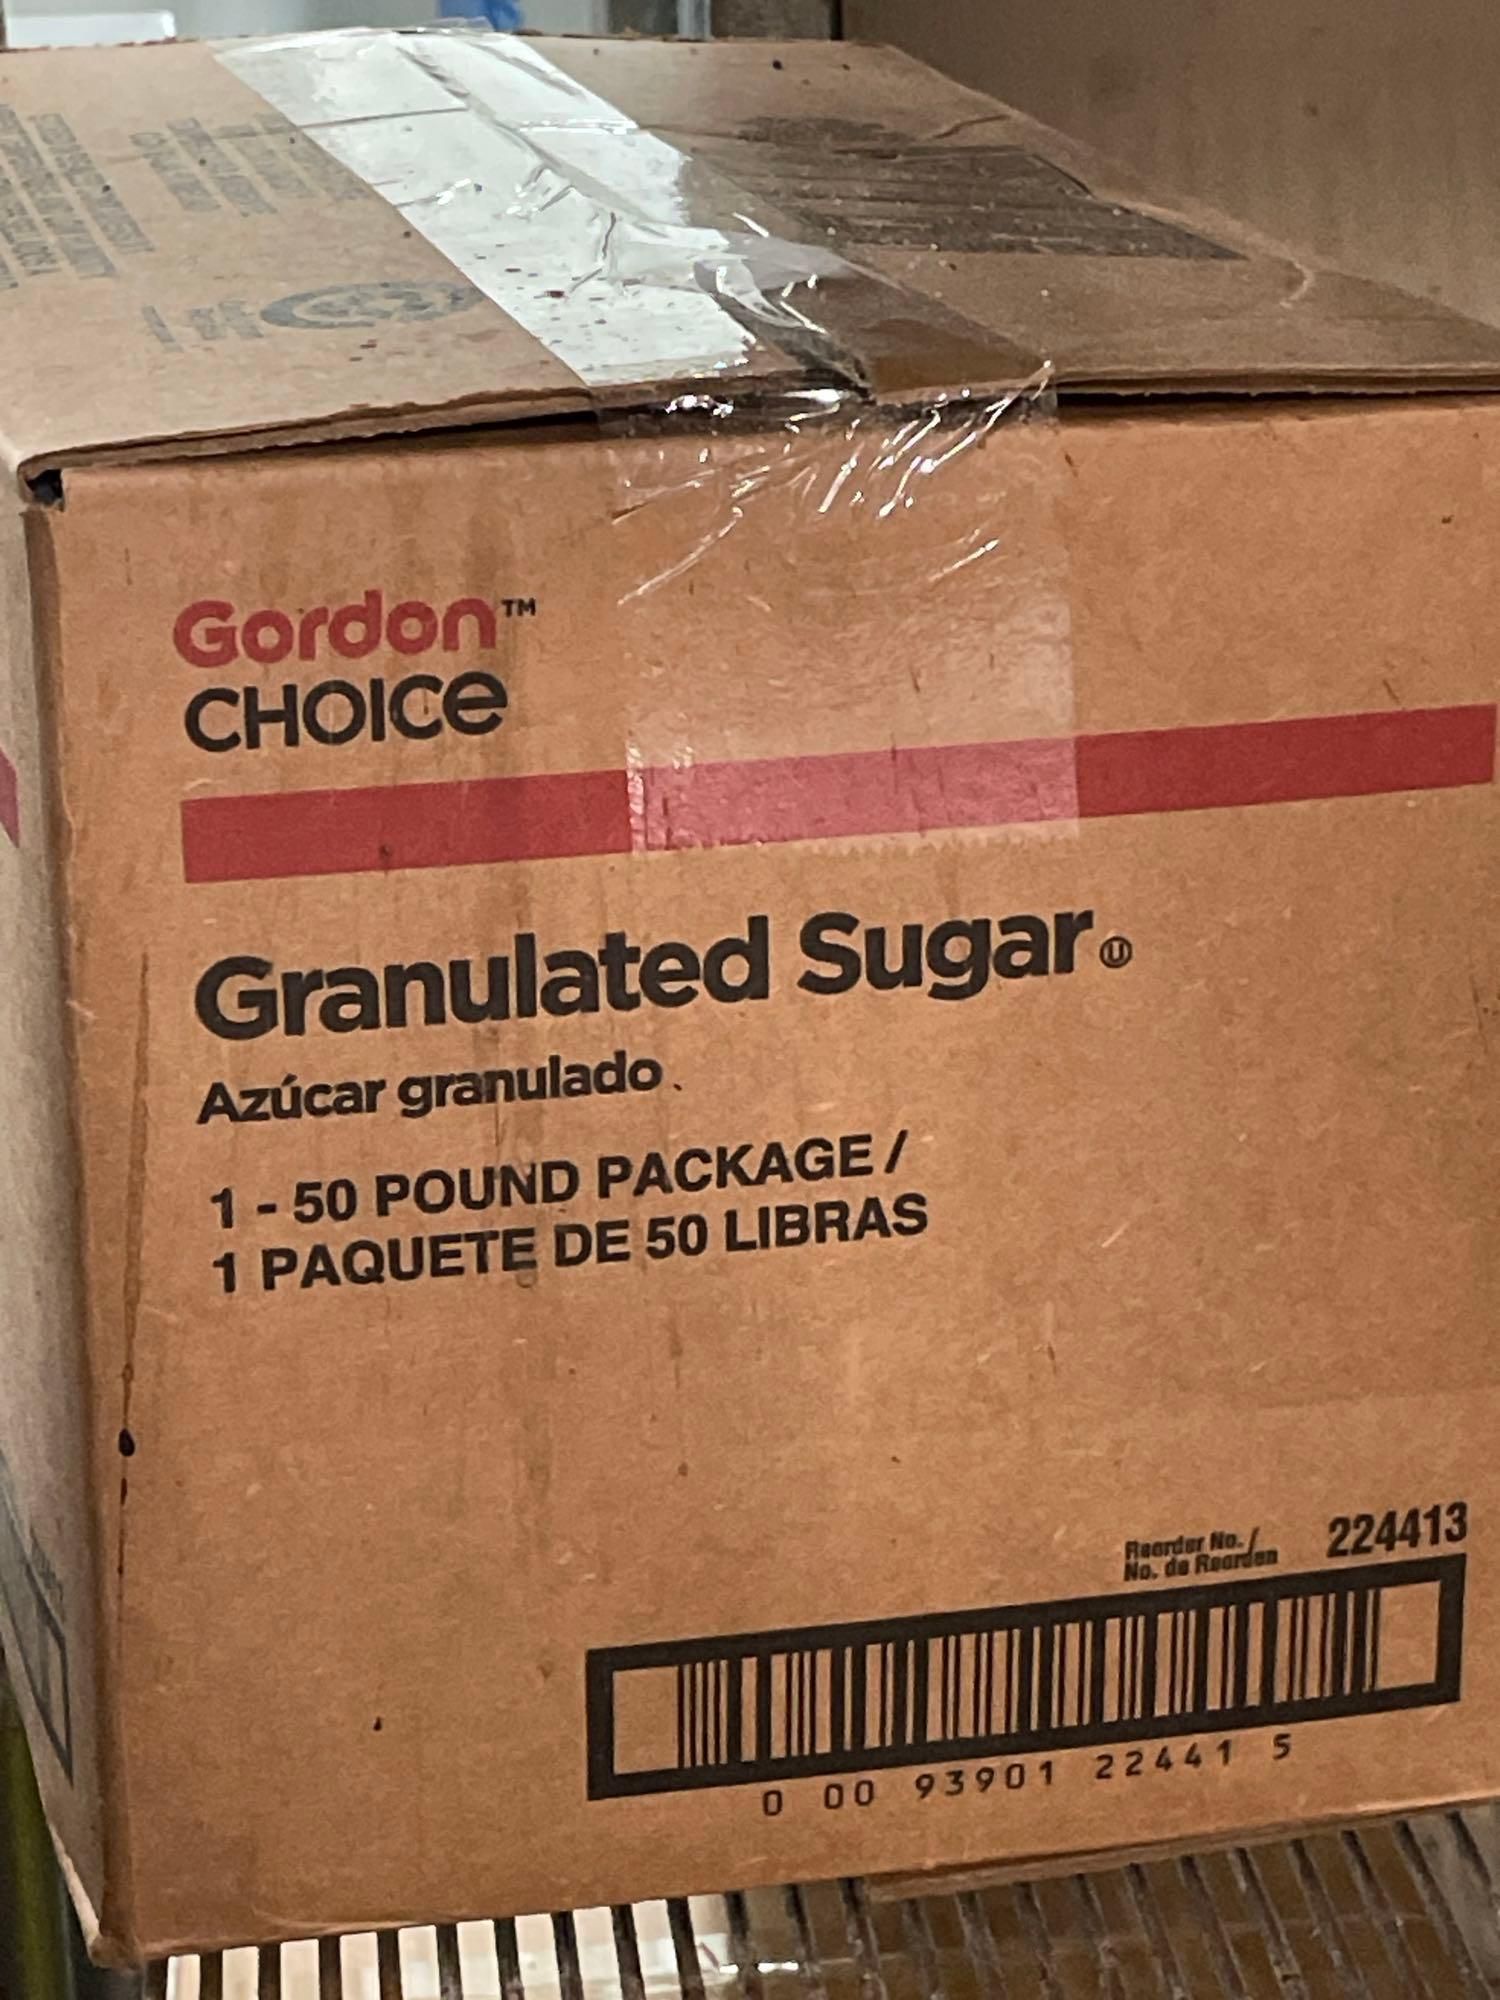 Gordon™
CHOICe
Granulated Sugar Ⓤ
Azúcar granulado
1 - 50 POUND PACKAGE /
1 PAQUETE DE 50 LIBRAS
Reorder No./ 224413
No. de Reorden
0 00 93901 22441 5